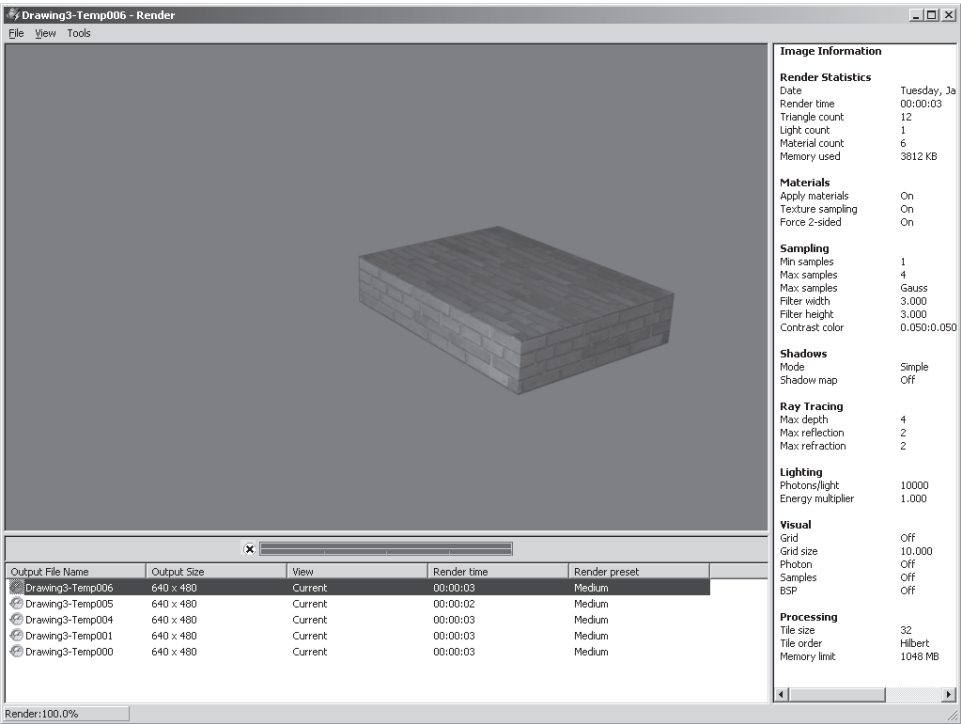 Drawing3-Temp006 - Render
File View Tools
Image Information
Render Statistics
Date Tuesday, Ja
Render time 00:00:03
Triangle count 12
Light count 1
Material count 6
Memory used 3812 KB
Materials
Apply materials On
Texture sampling On
Force 2-sided On
Sampling
Min samples 1
Max samples 4
Max samples Gauss
Filter width 3.000
Filter height 3.000
Contrast color 0.050:0.050
Shadows
Mode Simple
Shadow map Off
Ray Tracing
Max depth 4
Max reflection 2
Max refraction 2
Lighting
Photons/light 10000
Energy multiplier 1.000
Visual
Grid Off
Grid size 10.000
Photon Off
Samples Off
BSP Off
Processing
Tile size 32
Tile order Hilbert
Memory limit 1048 MB
Output File Name Output Size View Render time Render preset
Drawing3-Temp006 640 x 480 Current 00:00:03 Medium
Drawing3-Temp005 640 x 480 Current 00:00:02 Medium
Drawing3-Temp004 640 x 480 Current 00:00:03 Medium
Drawing3-Temp001 640 x 480 Current 00:00:03 Medium
Drawing3-Temp000 640 x 480 Current 00:00:03 Medium
Render:100.0%